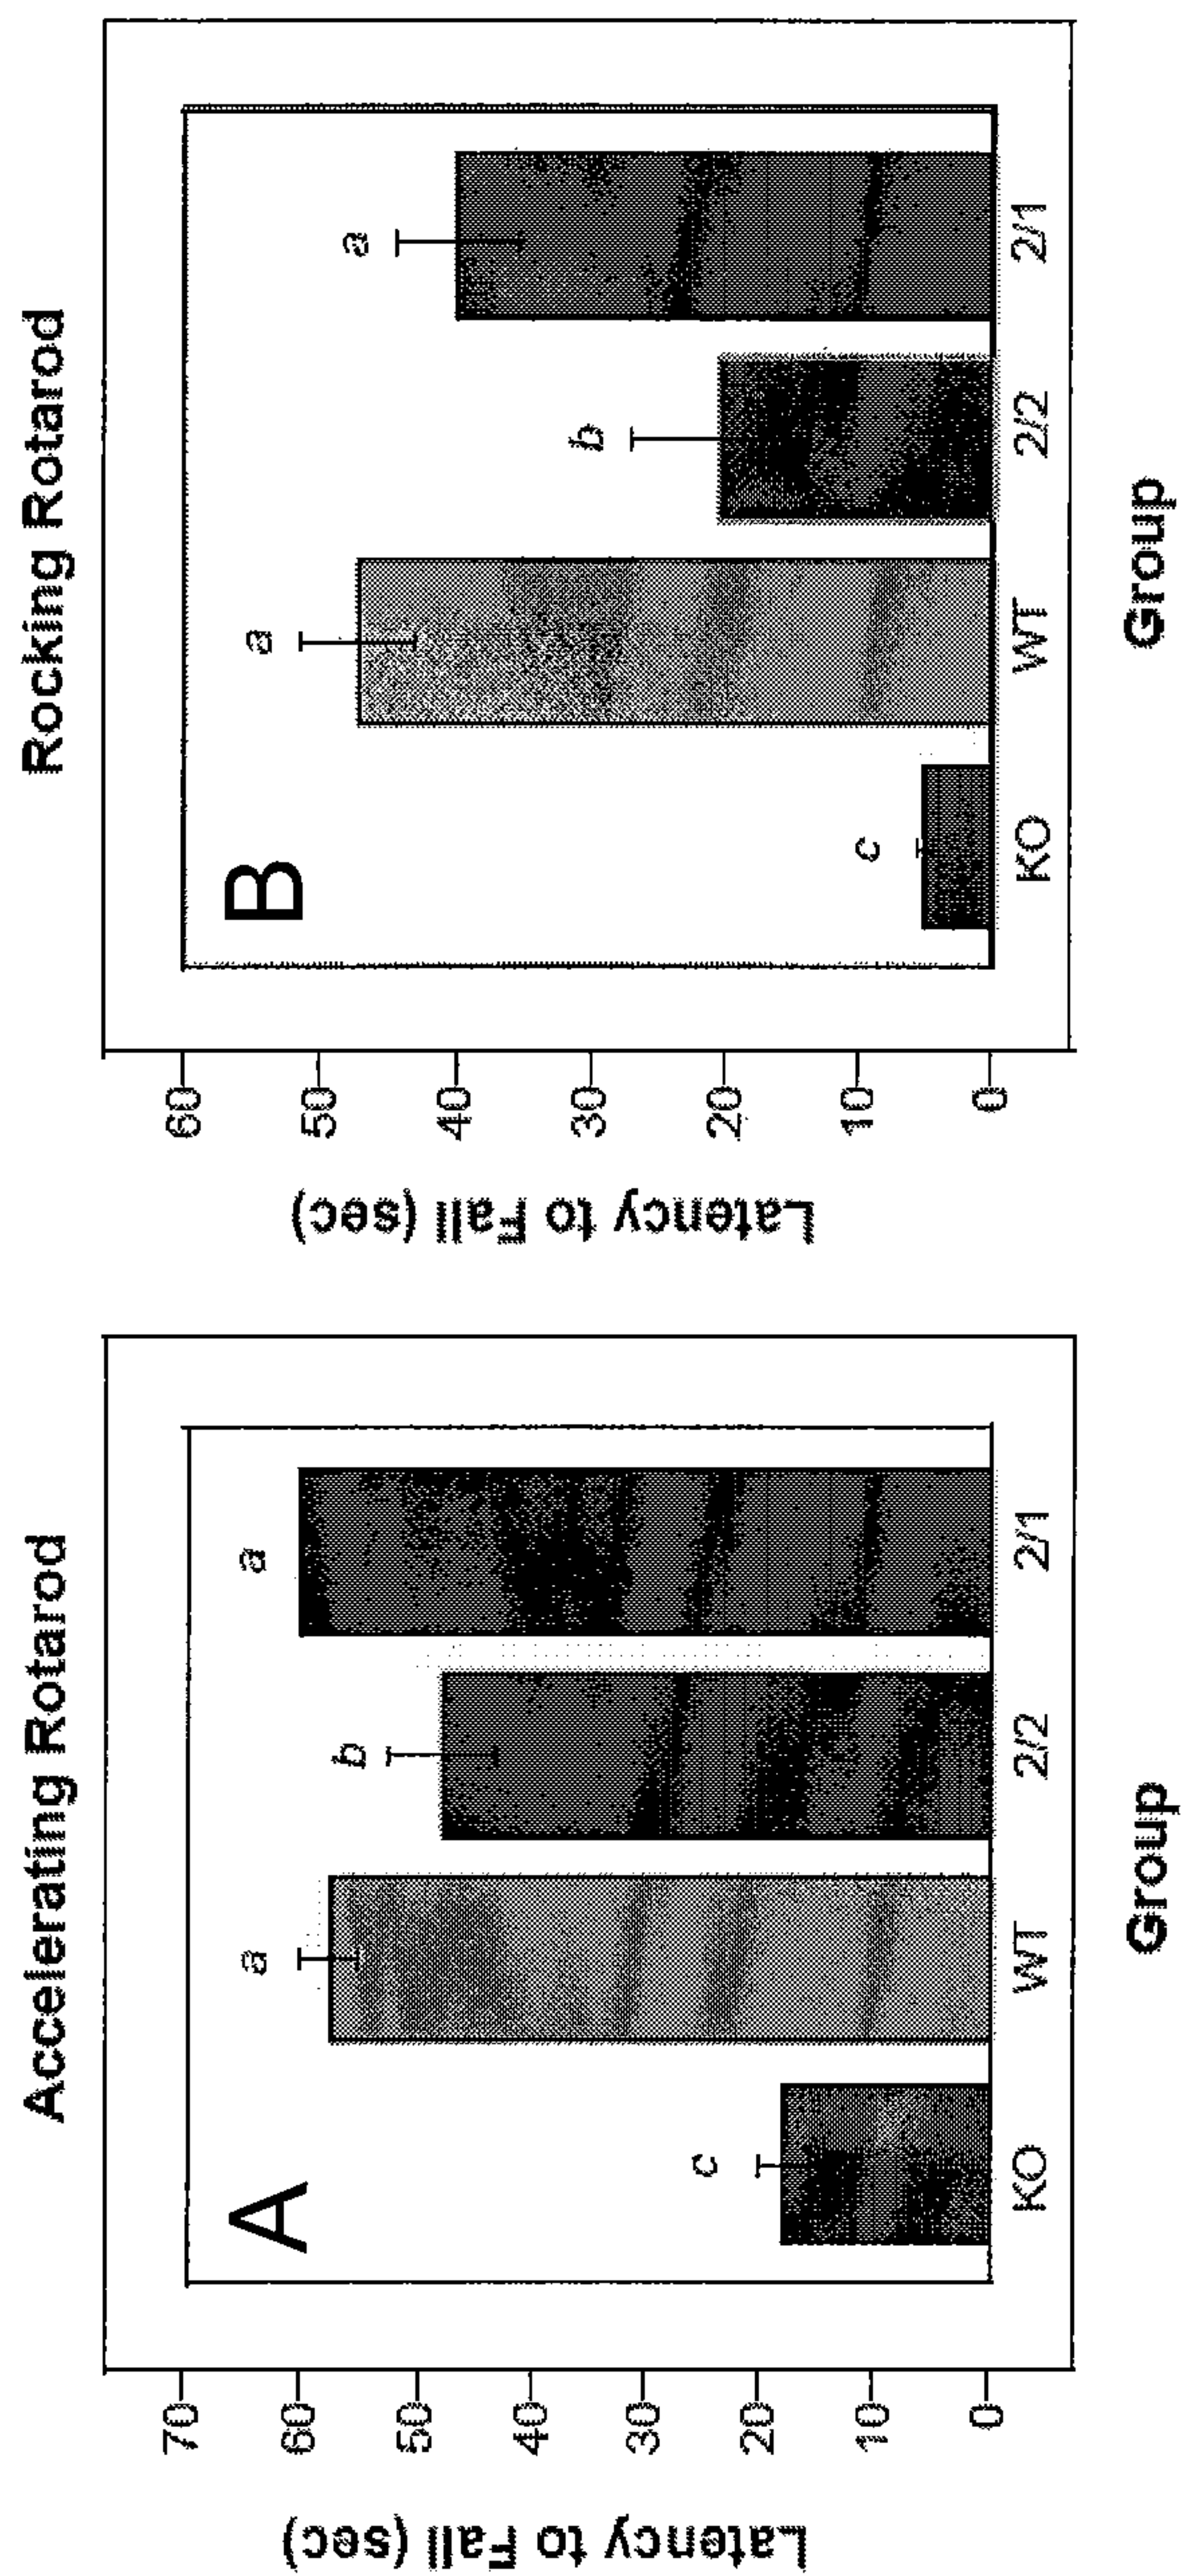 Accelerating Rotarod
A
Latency to Fall (sec)
70
60
50
40
30
20
10
0
c
a
b
a
KO
WT
2/2
2/1
Group
Rocking Rotarod
B
Latency to Fall (sec)
60
50
40
30
20
10
0
c
a
b
a
KO
WT
2/2
2/1
Group